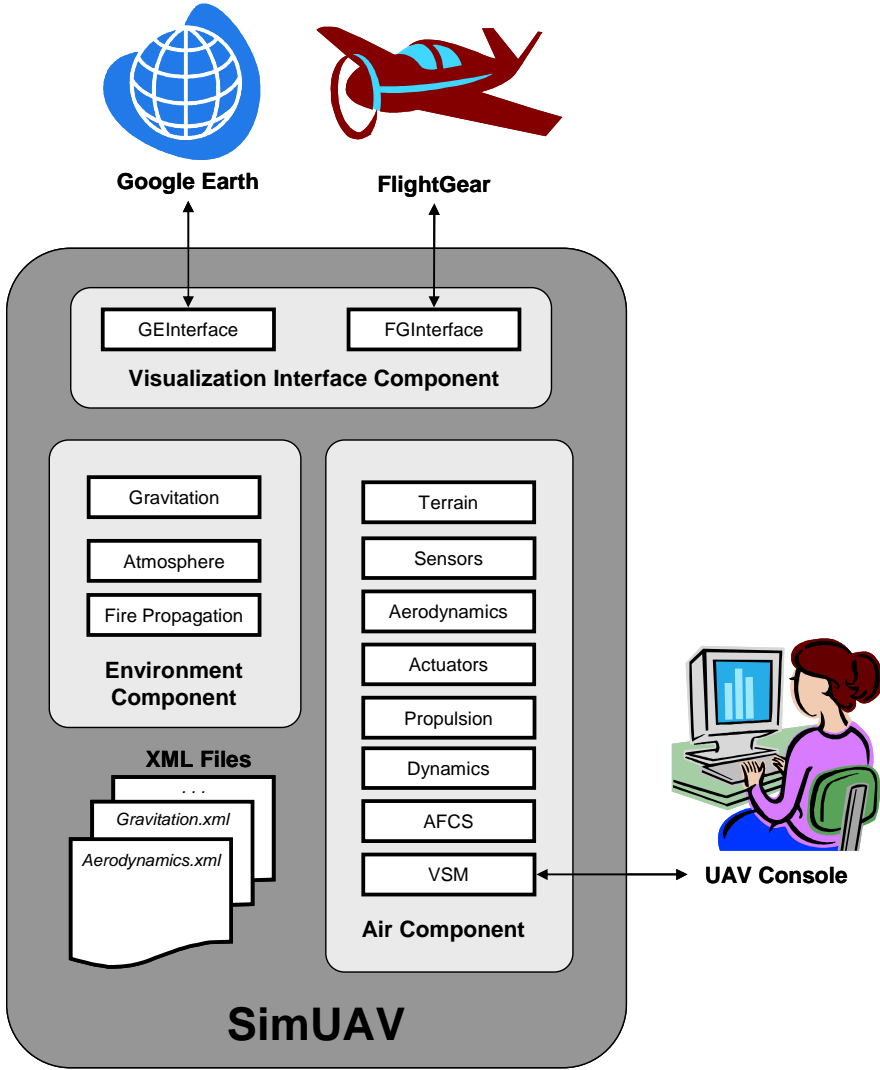 Google Earth
FlightGear
GEInterface
FGInterface
Visualization Interface Component
Gravitation
Atmosphere
Fire Propagation
Environment
Component
Terrain
Sensors
Aerodynamics
Actuators
Propulsion
Dynamics
AFCS
VSM
Air Component
XML Files
. . .
Gravitation.xml
Aerodynamics.xml
UAV Console
SimUAV